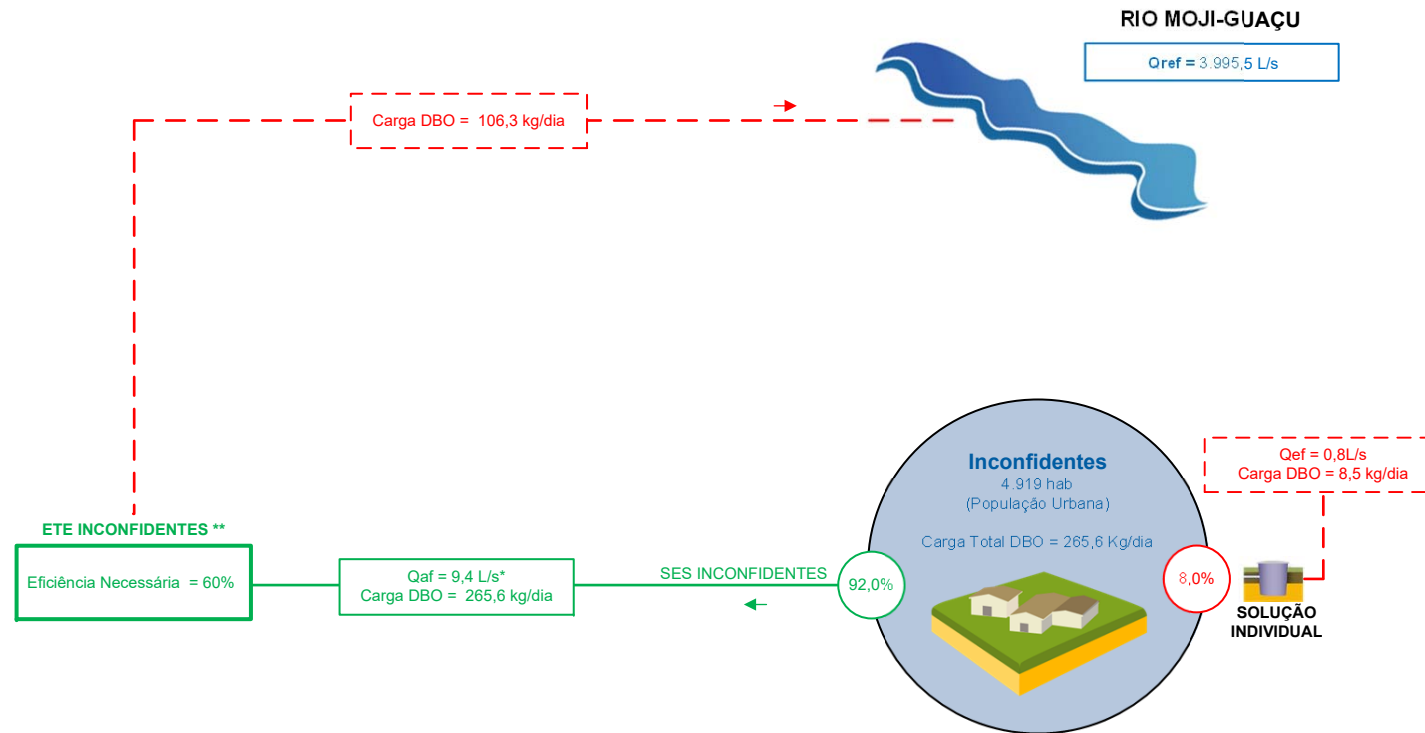 RIO MOJI-GUAÇU
Qref = 3.995,5 L/s
Carga DBO = 106,3 kg/dia
Inconfidentes
4.919 hab
(População Urbana)
Carga Total DBO = 265,6 Kg/dia
Qef = 0,8L/s
Carga DBO = 8,5 kg/dia
ETE INCONFIDENTES **
Eficiência Necessária = 60%
Qaf = 9,4 L/s*
Carga DBO = 265,6 kg/dia
SES INCONFIDENTES
92,0%
8,0%
SOLUÇÃO
INDIVIDUAL